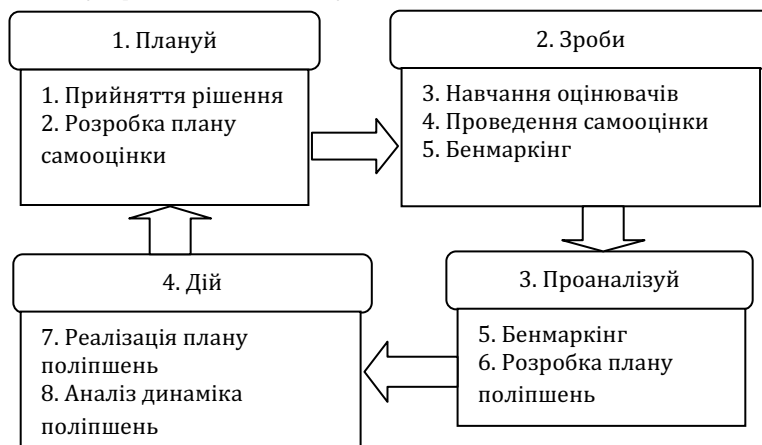 1. Плануй
1. Прийняття рішення
2. Розробка плану
самооцінки
2. Зроби
3. Навчання оцінювачів
4. Проведення самооцінки
5. Бенмаркінг
3. Проаналізуй
5. Бенмаркінг
6. Розробка плану
поліпшень
4. Дій
7. Реалізація плану
поліпшень
8. Аналіз динаміка
поліпшень